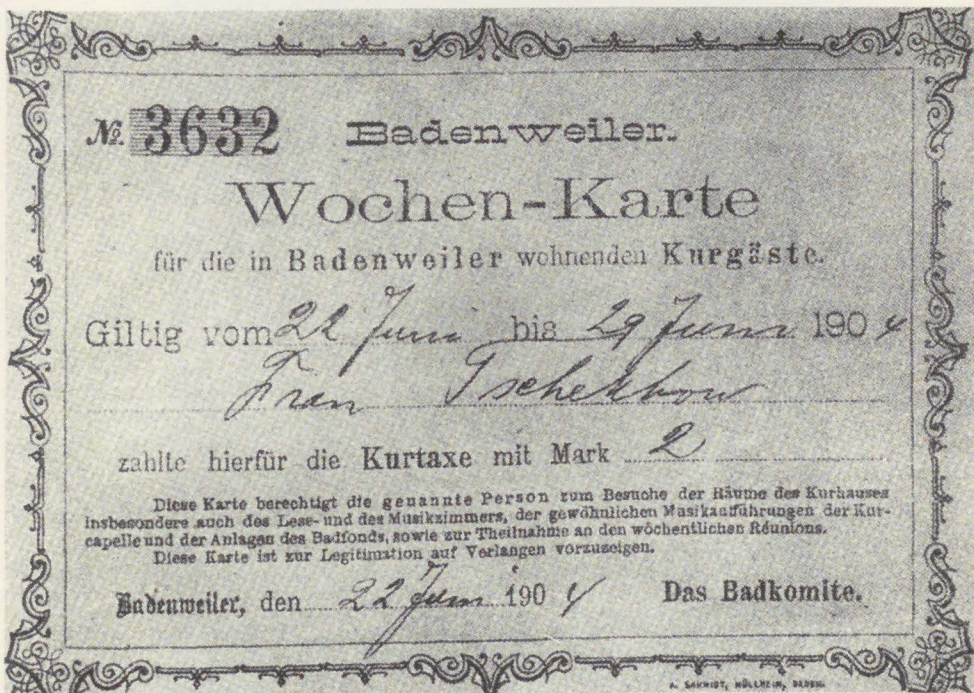 № 3632 Badenweiler.
Wochen-Karte
für die in Badenweiler wohnenden Kurgäste.
Giltig vom 22 Juni bis 29 Juni 1904
Frau Tschekhow
zahlte hierfür die Kurtaxe mit Mark 2
Diese Karte berechtigt die genannte Person zum Besuche der Räume des Kurhauses
insbesondere auch des Lese- und des Musikzimmers, der gewöhnlichen Musikaufführungen der Kur-
capelle und der Anlagen des Badfonds, sowie zur Theilnahme an den wöchentlichen Réunions.
Diese Karte ist zur Legitimation auf Verlangen vorzuzeigen.
Badenweiler, den 22 Juni 1904 Das Badkomite.
A. SCHMIDT, MÜLLHEIM, BADEN.